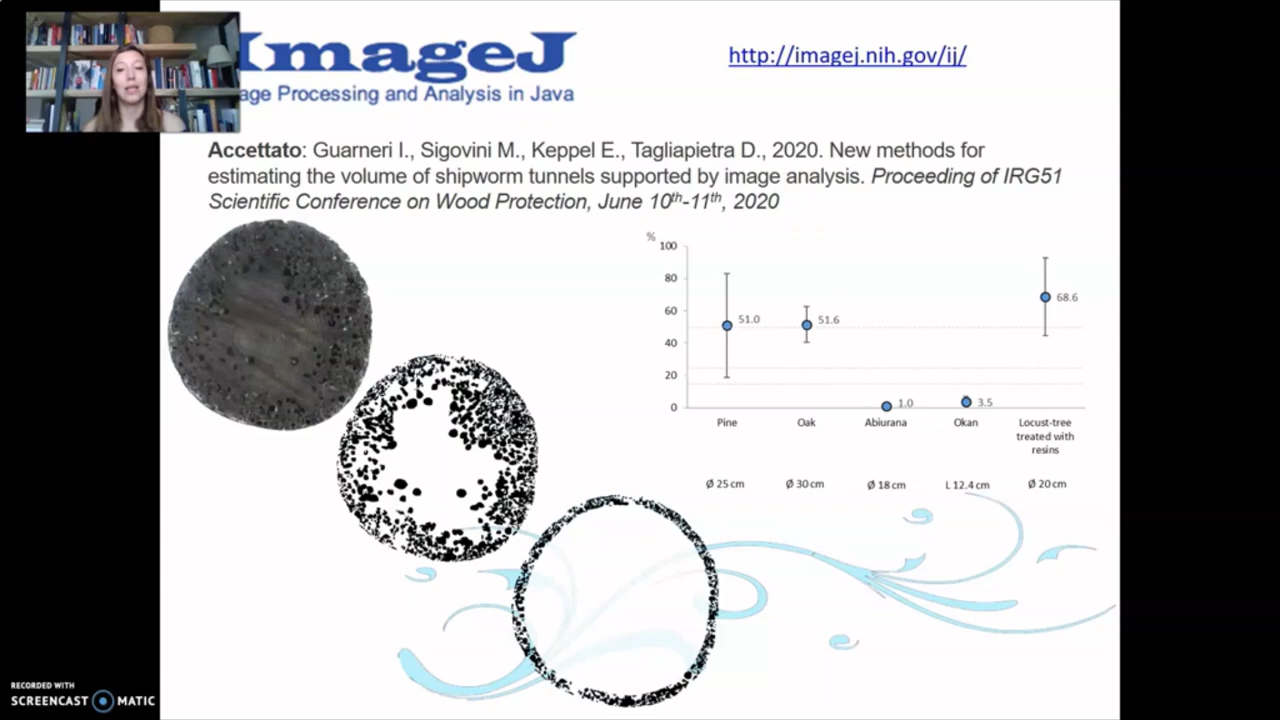 ImageJ
age Processing and Analysis in Java
http://imagej.nih.gov/ij/
Accettato: Guarneri I., Sigovini M., Keppel E., Tagliapietra D., 2020. New methods for
estimating the volume of shipworm tunnels supported by image analysis. Proceeding of IRG51
Scientific Conference on Wood Protection, June 10th-11th, 2020
%
100
80
60
40
20
0
51.0
51.6
1.0
3.5
68.6
Pine
Oak
Abiurana
Okan
Locust-tree
treated with
resins
Ø 25 cm
Ø 30 cm
Ø 18 cm
L 12.4 cm
Ø 20 cm
RECORDED WITH
SCREENCAST MATIC